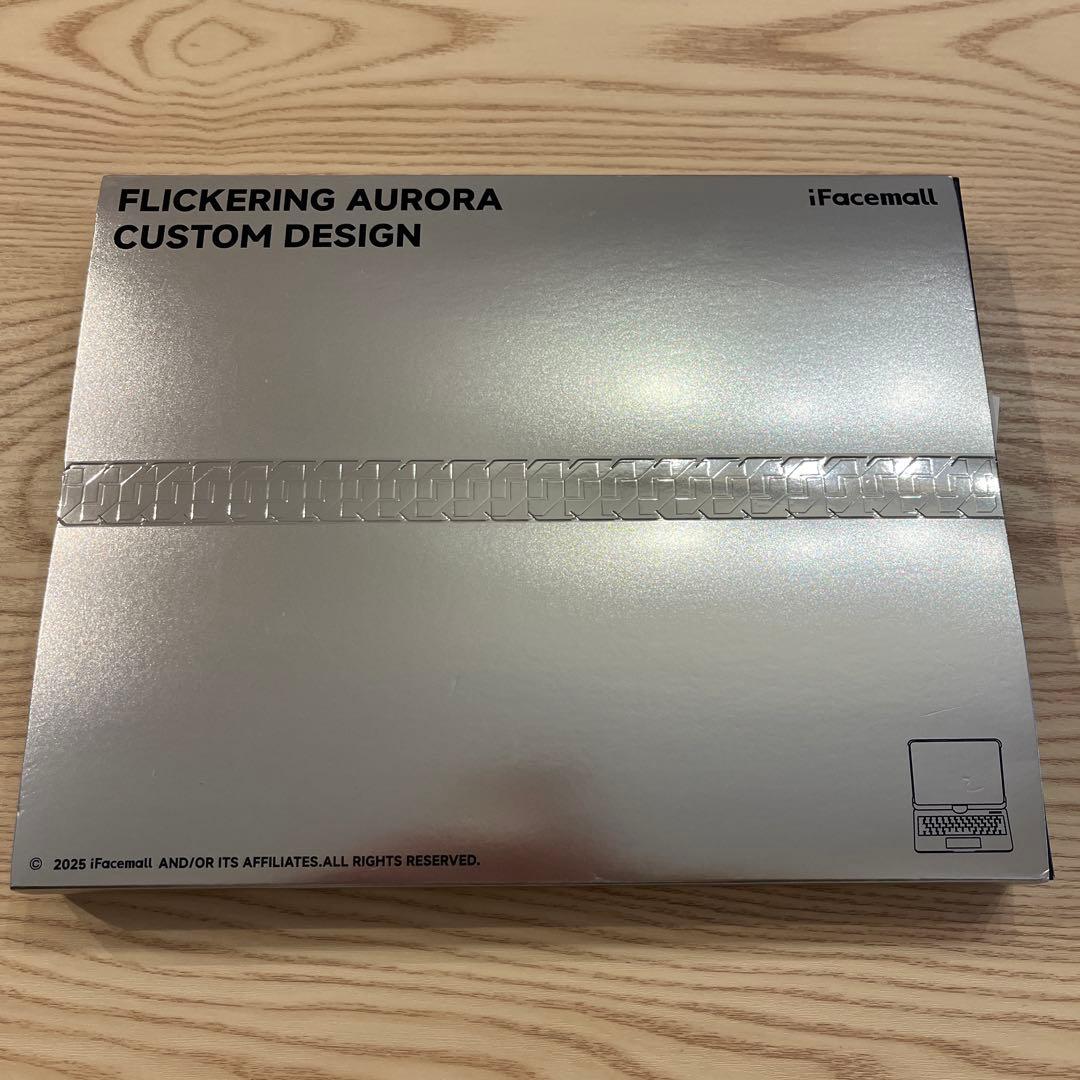 FLICKERING AURORA
CUSTOM DESIGN
iFacemall
© 2025 iFacemall AND/OR ITS AFFILIATES.ALL RIGHTS RESERVED.